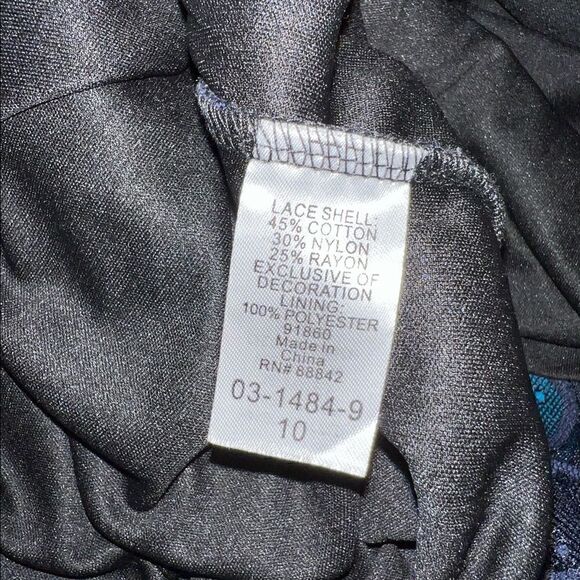 LACE SHELL:
45% COTTON
30% NYLON
25% RAYON
EXCLUSIVE OF
DECORATION
LINING:
100% POLYESTER
91860
Made in
China
RN# 88842
03-1484-9
10